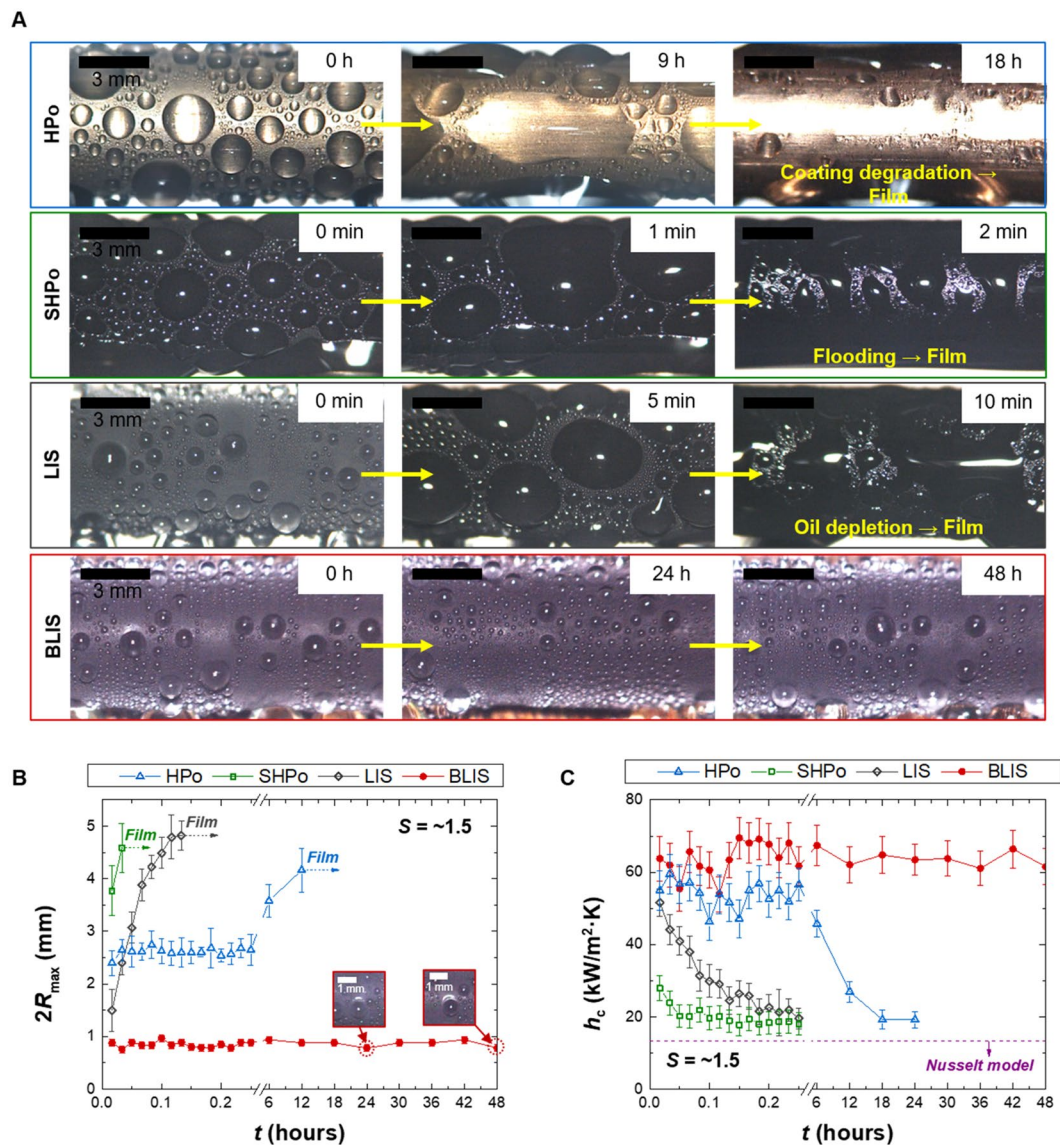 A
HPo
3 mm
0 h
9 h
18 h
Coating degradation →
Film
SHPo
3 mm
0 min
1 min
2 min
Flooding → Film
LIS
3 mm
0 min
5 min
10 min
Oil depletion → Film
BLIS
3 mm
0 h
24 h
48 h
B
HPo SHPo LIS BLIS
2Rmax (mm)
5
4
3
2
1
0
Film
Film
Film
S = ~1.5
1 mm
1 mm
0.0 0.1 0.2 6 12 18 24 30 36 42 48
t (hours)
C
HPo SHPo LIS BLIS
hc (kW/m²·K)
80
60
40
20
0
S = ~1.5
Nusselt model
0.0 0.1 0.2 6 12 18 24 30 36 42 48
t (hours)